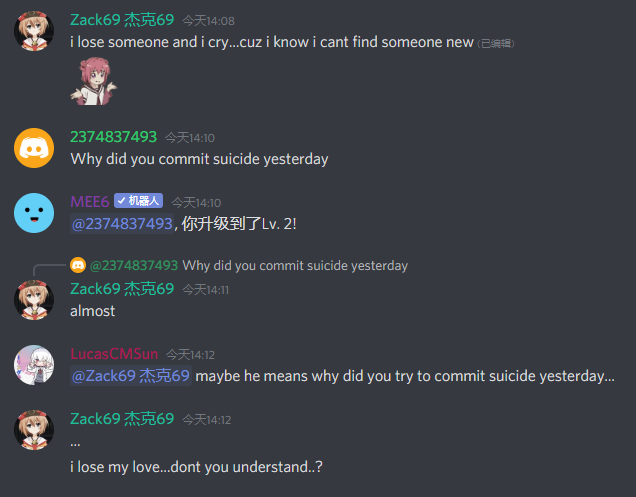 Zack69 杰克69 今天14:08
i lose someone and i cry...cuz i know i cant find someone new (已编辑)
2374837493 今天14:10
Why did you commit suicide yesterday
MEE6 机器人 今天14:10
@2374837493, 你升级到了Lv. 2!
@2374837493 Why did you commit suicide yesterday
Zack69 杰克69 今天14:11
almost
LucasCMSun 今天14:12
@Zack69 杰克69 maybe he means why did you try to commit suicide yesterday...
Zack69 杰克69 今天14:12
...
i lose my love...dont you understand..?